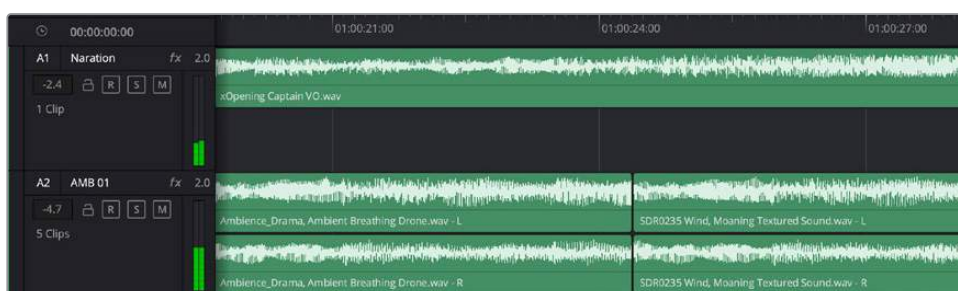 00:00:00:00 01:00:21:00 01:00:24:00 01:00:27:00
A1 Naration fx 2.0
-2.4 R S M
1 Clip
xOpening Captain VO.wav
A2 AMB 01 fx 2.0
-4.7 R S M
5 Clips
Ambience_Drama, Ambient Breathing Drone.wav - L SDR0235 Wind, Moaning Textured Sound.wav - L
Ambience_Drama, Ambient Breathing Drone.wav - R SDR0235 Wind, Moaning Textured Sound.wav - R